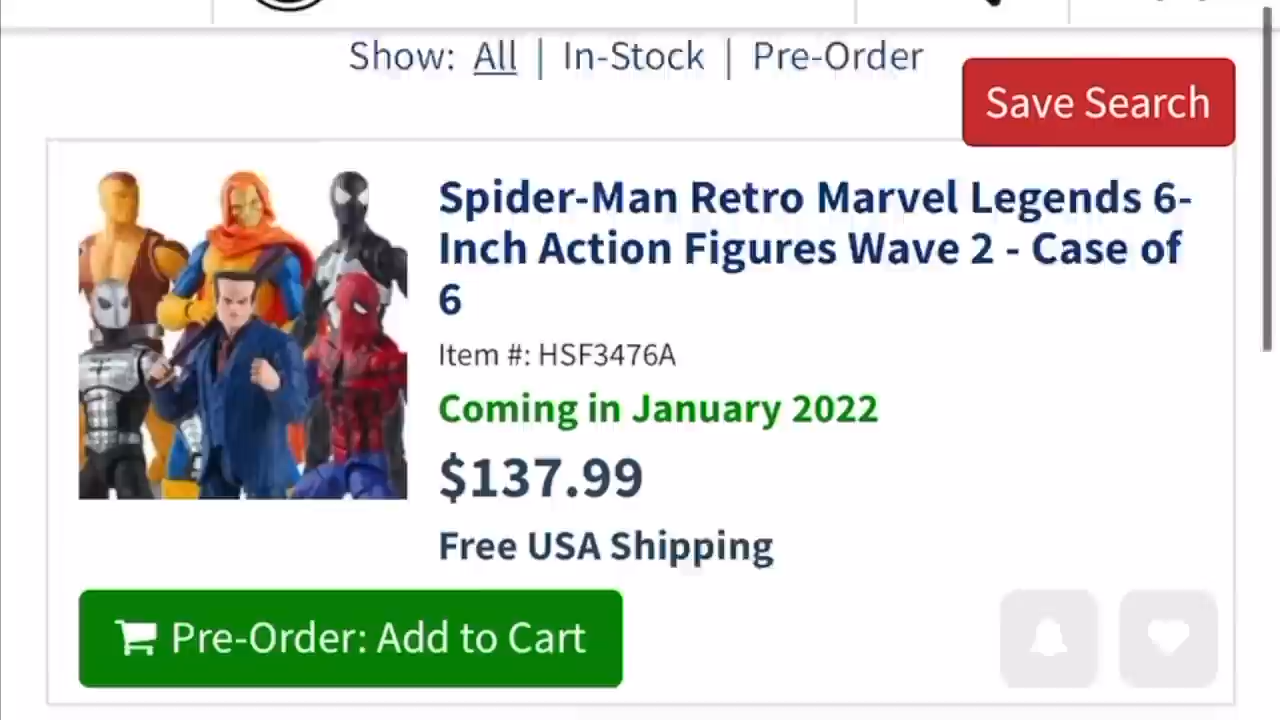 Show: All | In-Stock | Pre-Order
Save Search
Spider-Man Retro Marvel Legends 6-
Inch Action Figures Wave 2 - Case of
6
Item #: HSF3476A
Coming in January 2022
$137.99
Free USA Shipping
Pre-Order: Add to Cart